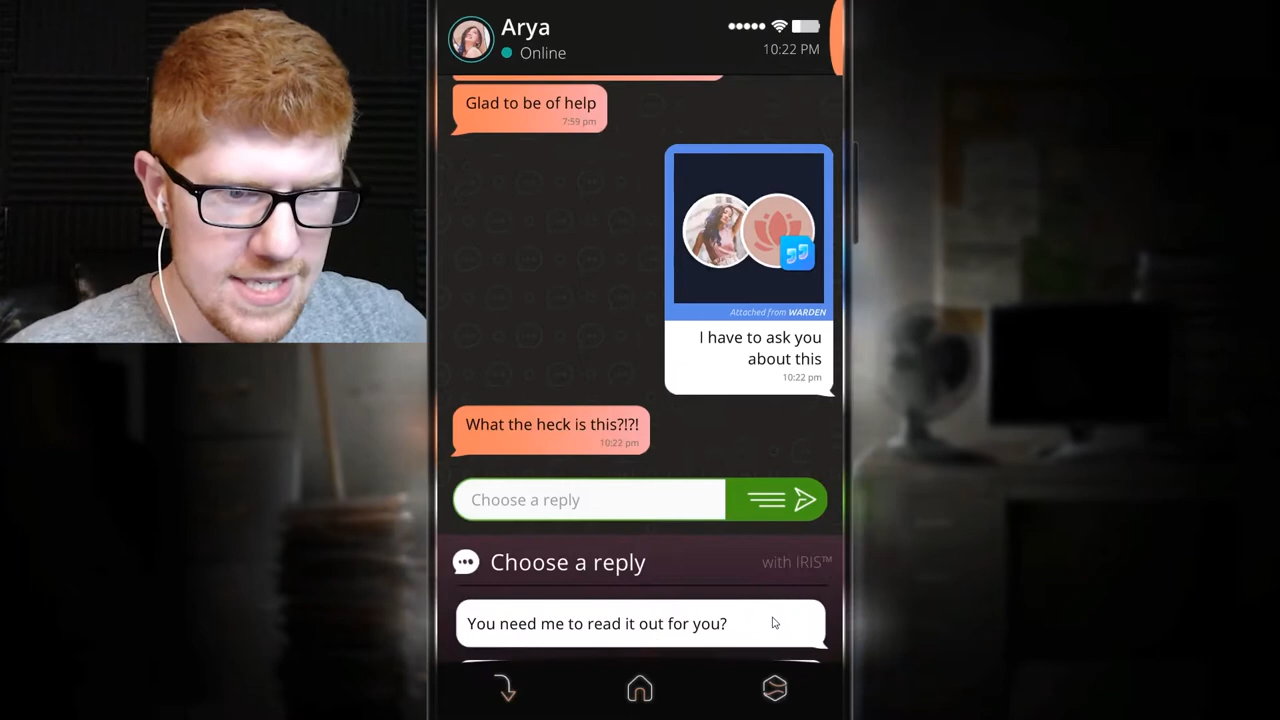 Arya
Online
10:22 PM
Glad to be of help
7:59 pm
Attached from WARDEN
I have to ask you
about this
10:22 pm
What the heck is this?!?!
10:22 pm
Choose a reply
Choose a reply
with IRIS™
You need me to read it out for you?